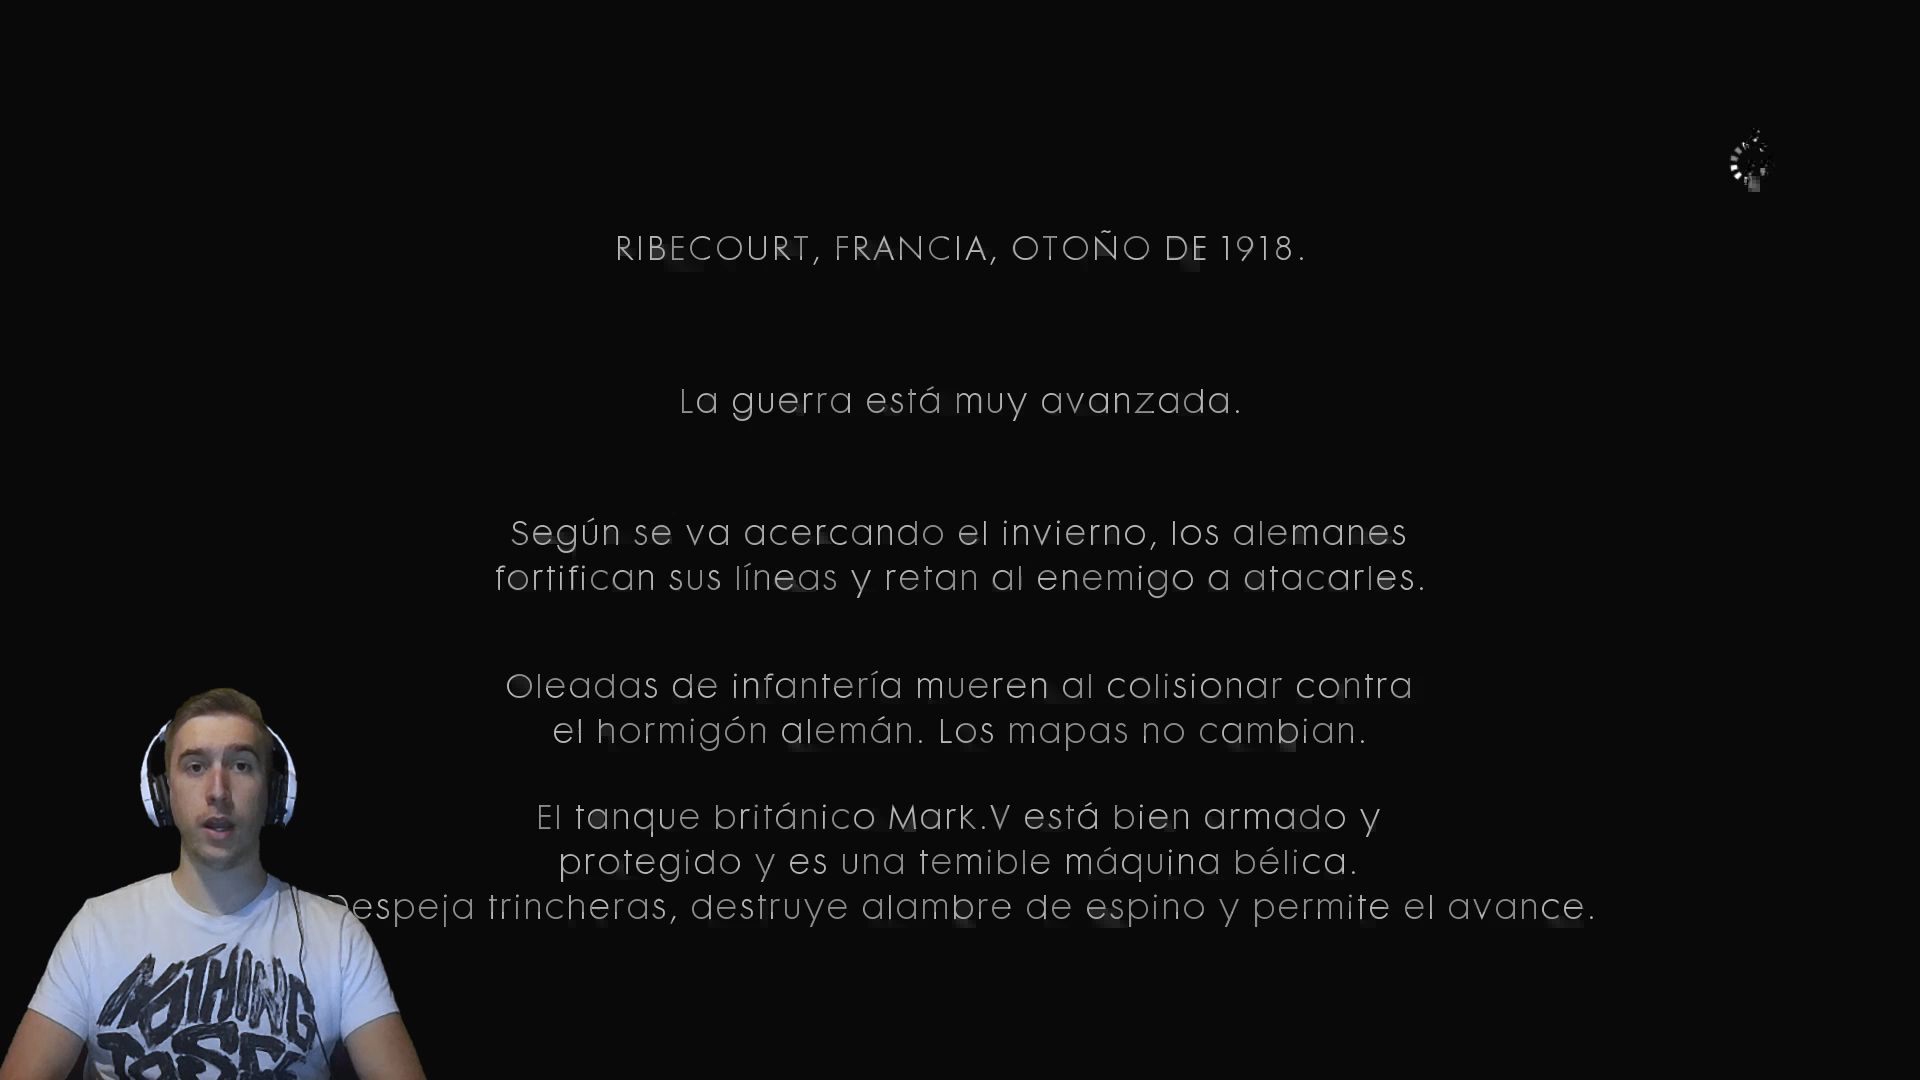 RIBECOURT, FRANCIA, OTOÑO DE 1918.
La guerra está muy avanzada.
Según se va acercando el invierno, los alemanes
fortifican sus líneas y retan al enemigo a atacarles.
Oleadas de infantería mueren al colisionar contra
el hormigón alemán. Los mapas no cambian.
El tanque británico Mark.V está bien armado y
protegido y es una temible máquina bélica.
Despeja trincheras, destruye alambre de espino y permite el avance.
NOTHING
TO